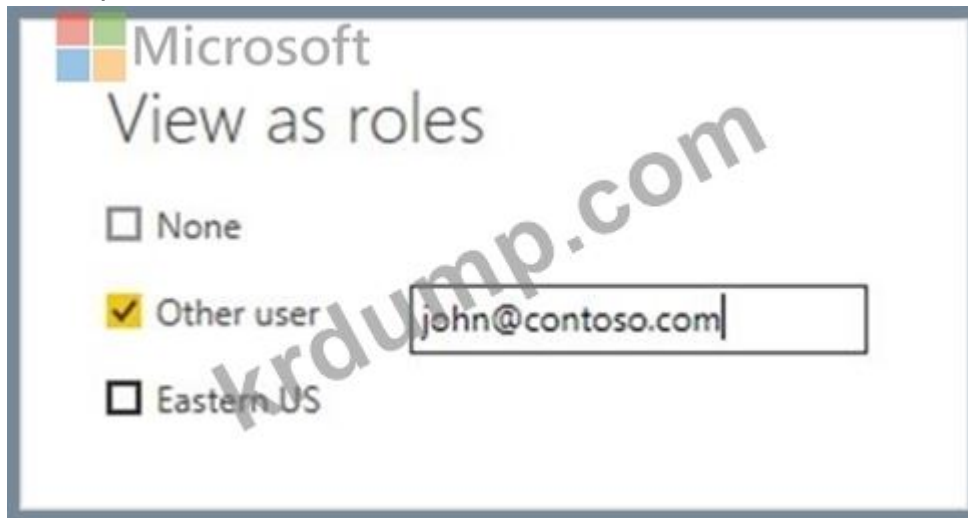 Microsoft
View as roles
None
Other user john@contoso.com
Eastern US
krdump.com